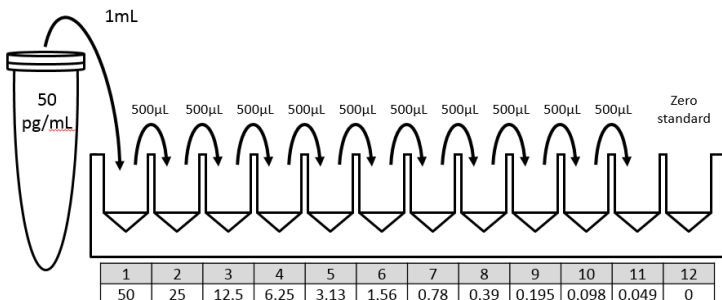 1mL
50
pg/mL
500µL 500µL 500µL 500µL 500µL 500µL 500µL 500µL 500µL 500µL
Zero
standard
1 2 3 4 5 6 7 8 9 10 11 12
50 25 12.5 6.25 3.13 1.56 0.78 0.39 0.195 0.098 0.049 0